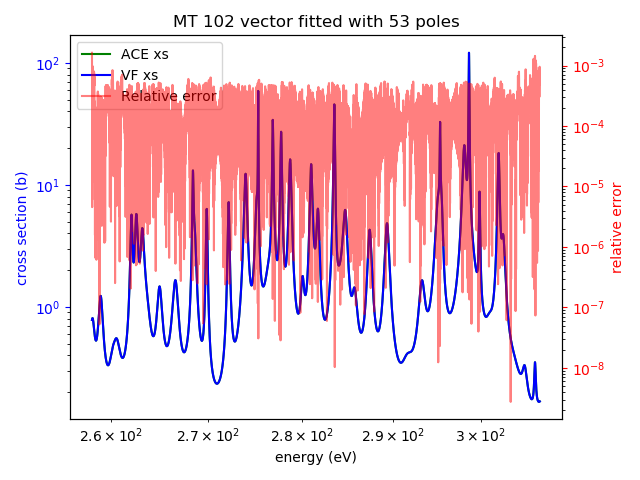 MT 102 vector fitted with 53 poles
ACE xs
VF xs
Relative error
10²
10¹
10⁰
cross section (b)
10⁻³
10⁻⁴
10⁻⁵
10⁻⁶
10⁻⁷
10⁻⁸
relative error
2.6 × 10² 2.7 × 10² 2.8 × 10² 2.9 × 10² 3 × 10²
energy (eV)